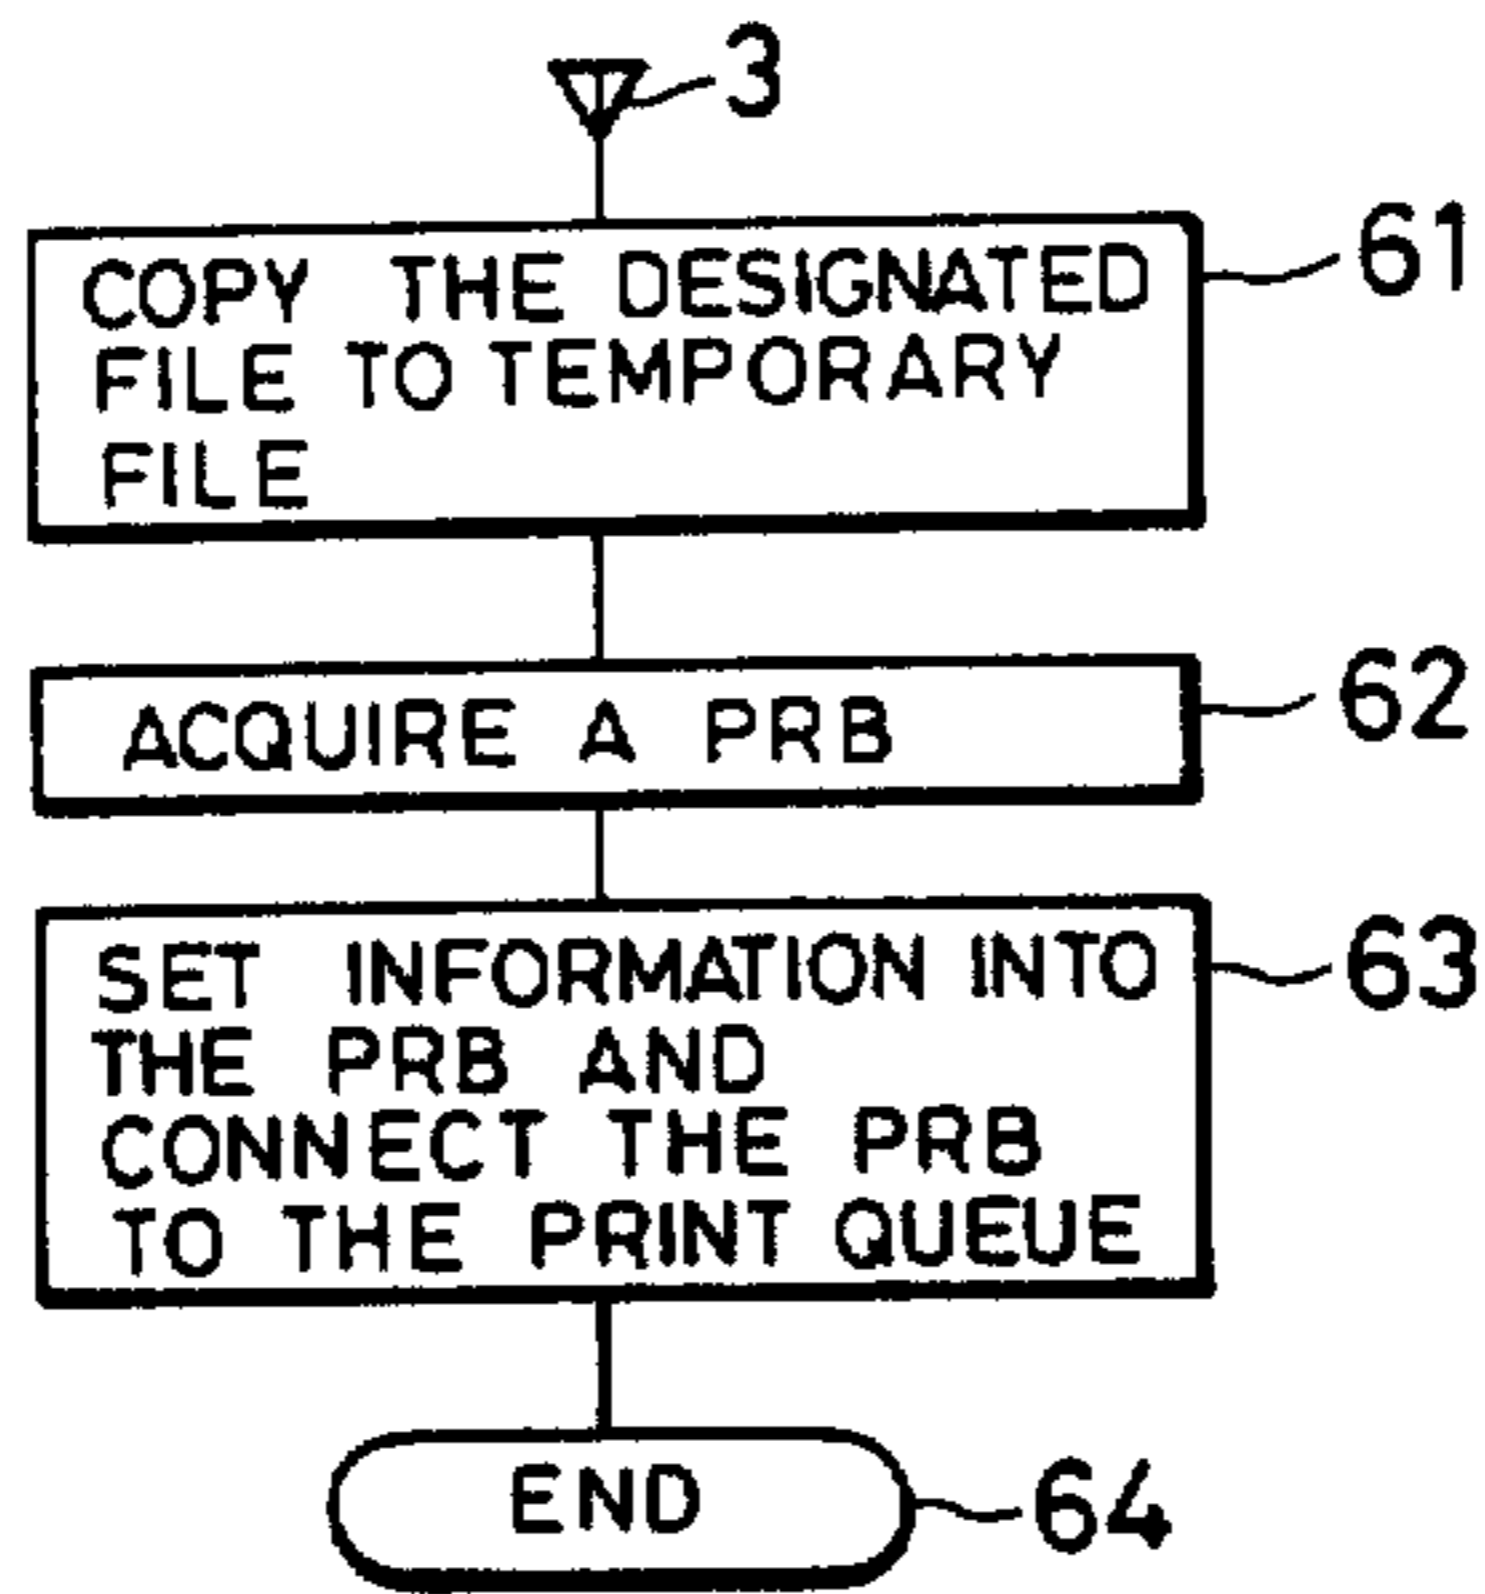 3
COPY THE DESIGNATED
FILE TO TEMPORARY
FILE
61
ACQUIRE A PRB
62
SET INFORMATION INTO
THE PRB AND
CONNECT THE PRB
TO THE PRINT QUEUE
63
END
64